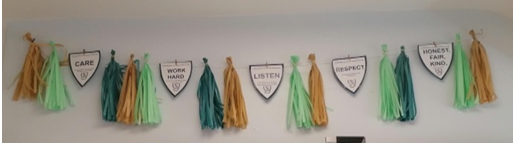 CARE
WORK
HARD
LISTEN
RESPECT
HONEST,
FAIR,
KIND.